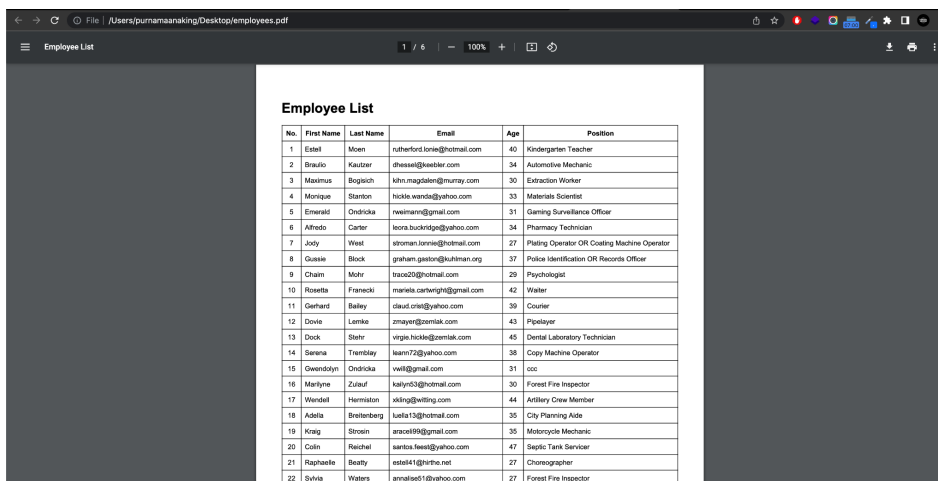 File | /Users/purnamaanaking/Desktop/employees.pdf
Employee List 1 / 6 | − 100% + |
Employee List
No. First Name Last Name Email Age Position
1 Estell Moen rutherford.lonie@hotmail.com 40 Kindergarten Teacher
2 Braulio Kautzer dhessel@keebler.com 34 Automotive Mechanic
3 Maximus Bogisich kihn.magdalen@murray.com 30 Extraction Worker
4 Monique Stanton hickle.wanda@yahoo.com 33 Materials Scientist
5 Emerald Ondricka rweimann@gmail.com 31 Gaming Surveillance Officer
6 Alfredo Carter leora.buckridge@yahoo.com 34 Pharmacy Technician
7 Jody West stroman.lonnie@hotmail.com 27 Plating Operator OR Coating Machine Operator
8 Gussie Block graham.gaston@kuhlman.org 37 Police Identification OR Records Officer
9 Chaim Mohr trace20@hotmail.com 29 Psychologist
10 Rosetta Franecki mariela.cartwright@gmail.com 42 Waiter
11 Gerhard Bailey claud.crist@yahoo.com 39 Courier
12 Dovie Lemke zmayer@zemlak.com 43 Pipelayer
13 Dock Stehr virgie.hickle@zemlak.com 45 Dental Laboratory Technician
14 Serena Tremblay leann72@yahoo.com 38 Copy Machine Operator
15 Gwendolyn Ondricka vwill@gmail.com 31 ccc
16 Marilyne Zulauf kailyn53@hotmail.com 30 Forest Fire Inspector
17 Wendell Hermiston xkling@witting.com 44 Artillery Crew Member
18 Adella Breitenberg luella13@hotmail.com 35 City Planning Aide
19 Kraig Strosin araceli99@gmail.com 35 Motorcycle Mechanic
20 Colin Reichel santos.feest@yahoo.com 47 Septic Tank Servicer
21 Raphaelle Beatty estell41@hirthe.net 27 Choreographer
22 Sylvia Waters annalise51@yahoo.com 27 Forest Fire Inspector